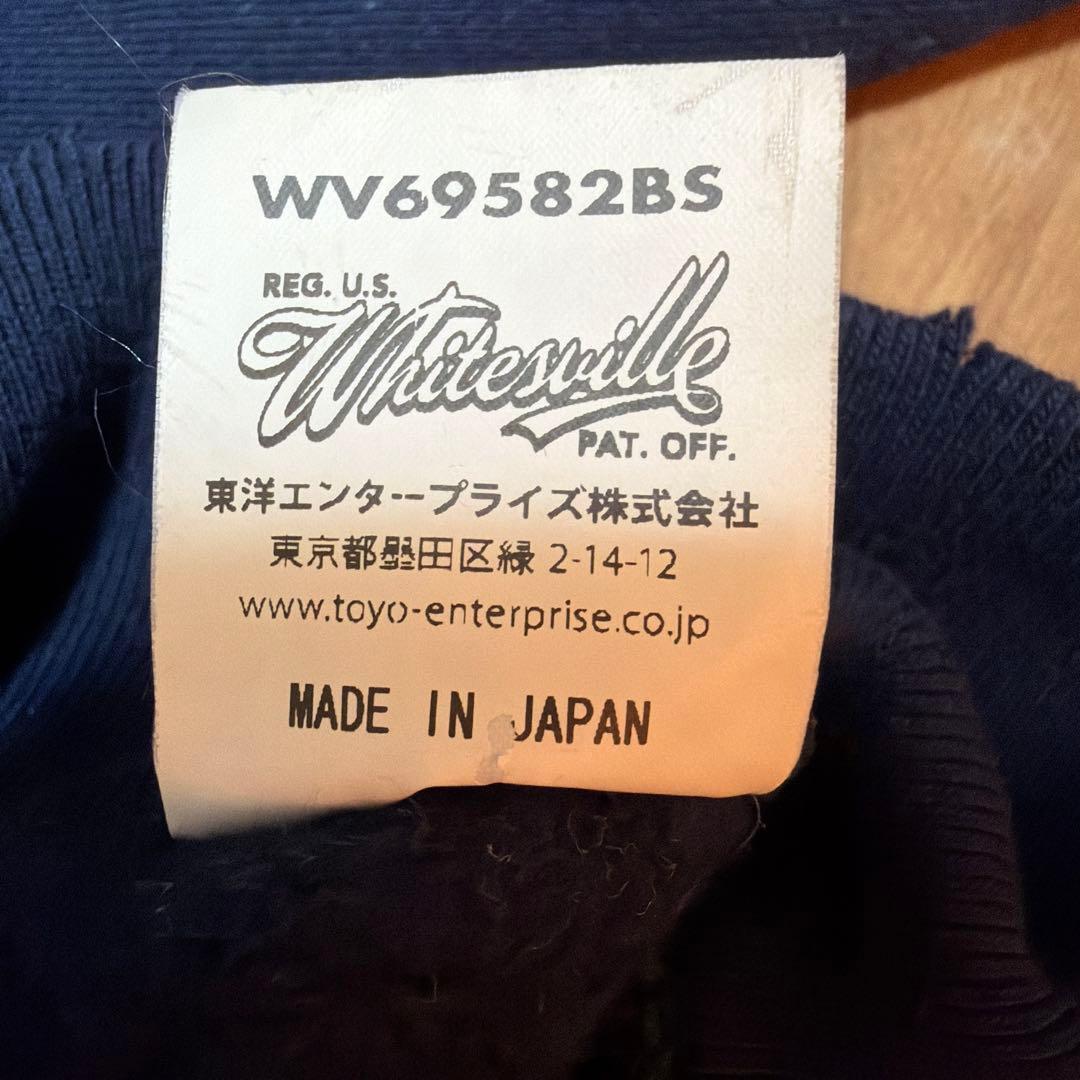 WV69582BS
REG. U.S.
Whitesville
PAT. OFF.
東洋エンタープライズ株式会社
東京都墨田区緑 2-14-12
www.toyo-enterprise.co.jp
MADE IN JAPAN